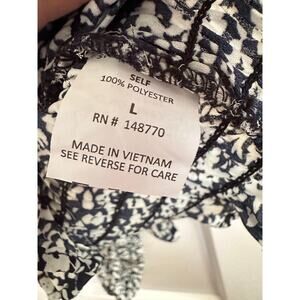 SELF
100% POLYESTER
L
RN # 148770
MADE IN VIETNAM
SEE REVERSE FOR CARE